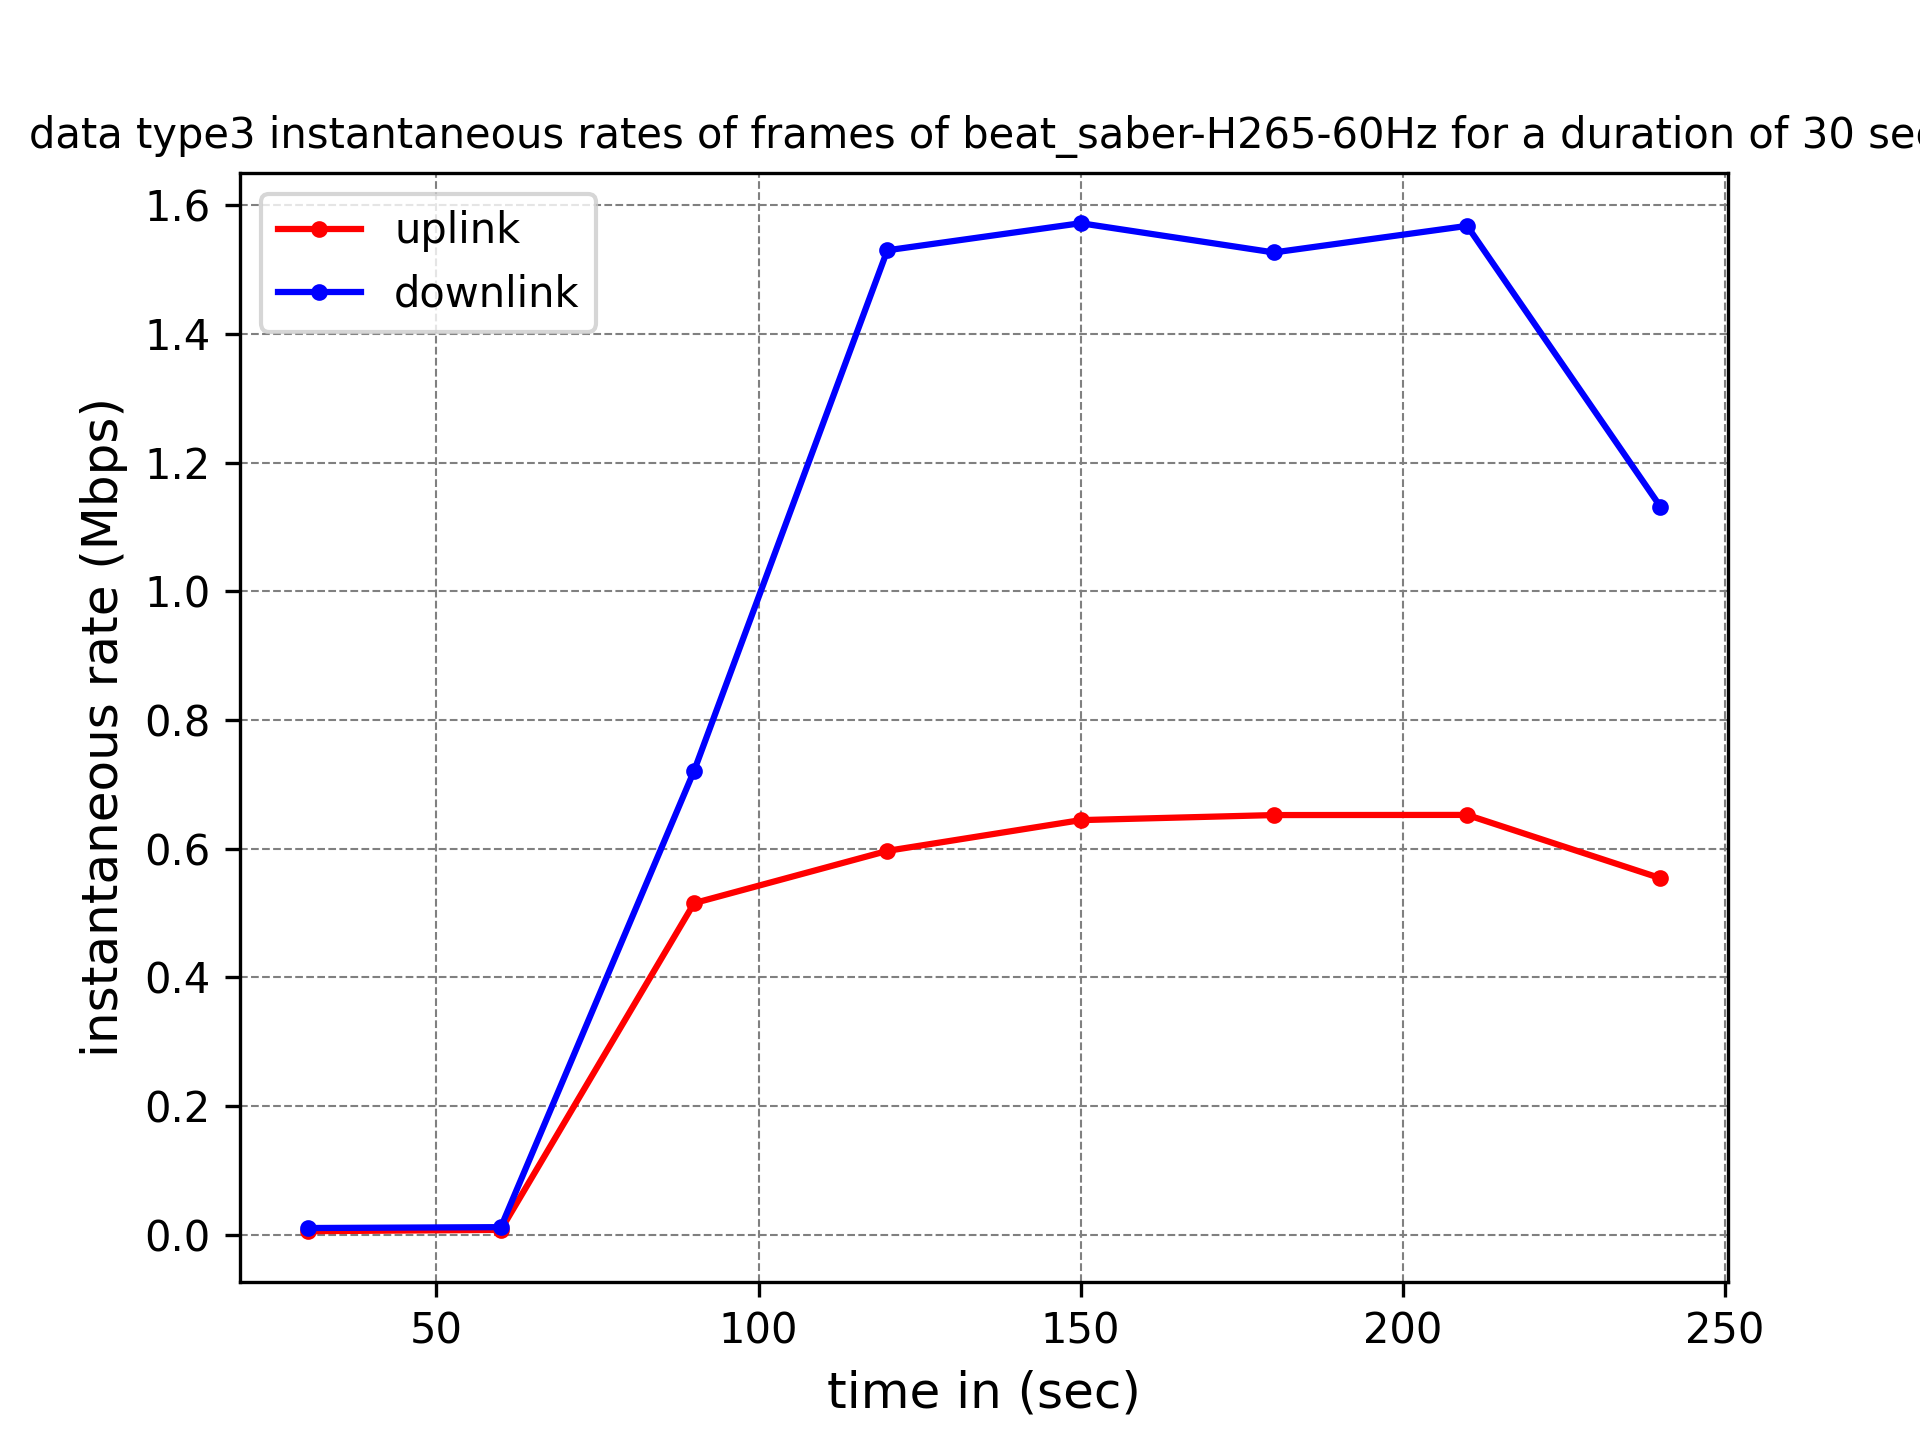 data type3 instantaneous rates of frames of beat_saber-H265-60Hz for a duration of 30
uplink
downlink
1.6
1.4
1.2
1.0
0.8
0.6
0.4
0.2
0.0
instantaneous rate (Mbps)
50 100 150 200 250
time in (sec)